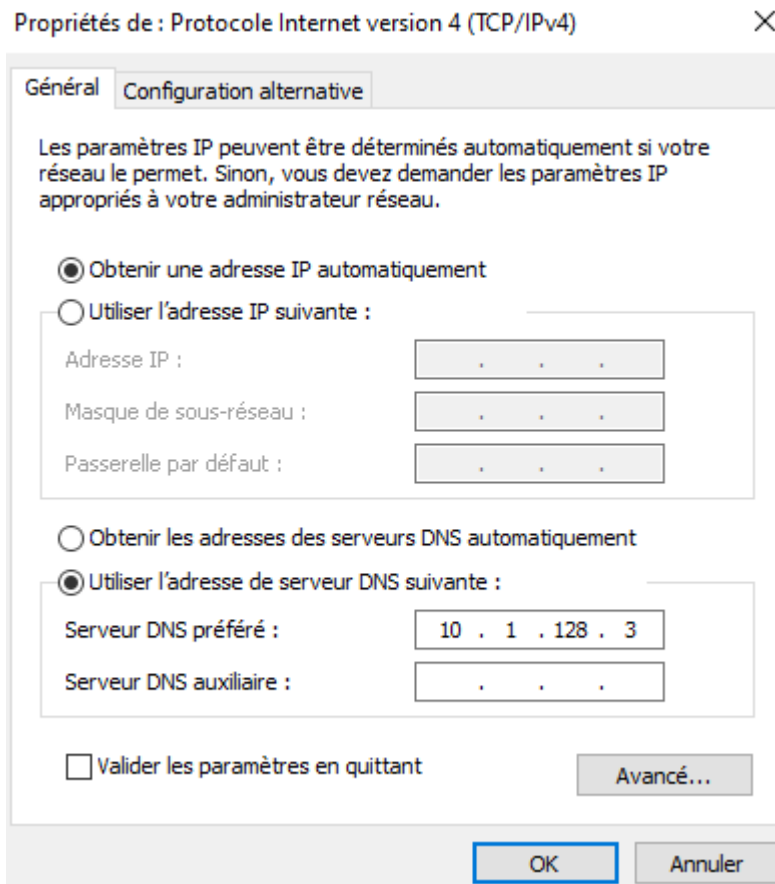 Propriétés de : Protocole Internet version 4 (TCP/IPv4)
Général
Configuration alternative
Les paramètres IP peuvent être déterminés automatiquement si votre
réseau le permet. Sinon, vous devez demander les paramètres IP
appropriés à votre administrateur réseau.
Obtenir une adresse IP automatiquement
Utiliser l’adresse IP suivante :
Adresse IP : . . .
Masque de sous-réseau : . . .
Passerelle par défaut : . . .
Obtenir les adresses des serveurs DNS automatiquement
Utiliser l’adresse de serveur DNS suivante :
Serveur DNS préféré : 10 . 1 . 128 . 3
Serveur DNS auxiliaire : . . .
Valider les paramètres en quittant
Avancé...
OK Annuler